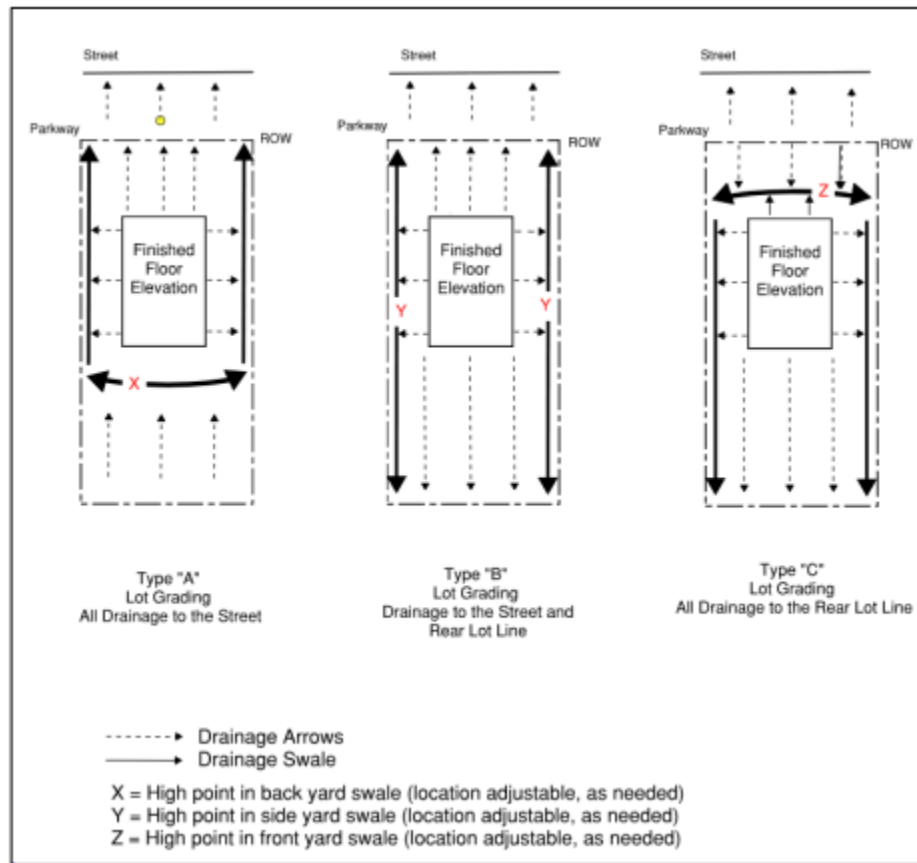 Street
Street
Street
Parkway
ROW
Parkway
ROW
Parkway
ROW
Z
Finished
Floor
Elevation
Finished
Floor
Elevation
Finished
Floor
Elevation
Y
Y
X
Type "A"
Lot Grading
All Drainage to the Street
Type "B"
Lot Grading
Drainage to the Street and
Rear Lot Line
Type "C"
Lot Grading
All Drainage to the Rear Lot Line
Drainage Arrows
Drainage Swale
X = High point in back yard swale (location adjustable, as needed)
Y = High point in side yard swale (location adjustable, as needed)
Z = High point in front yard swale (location adjustable, as needed)